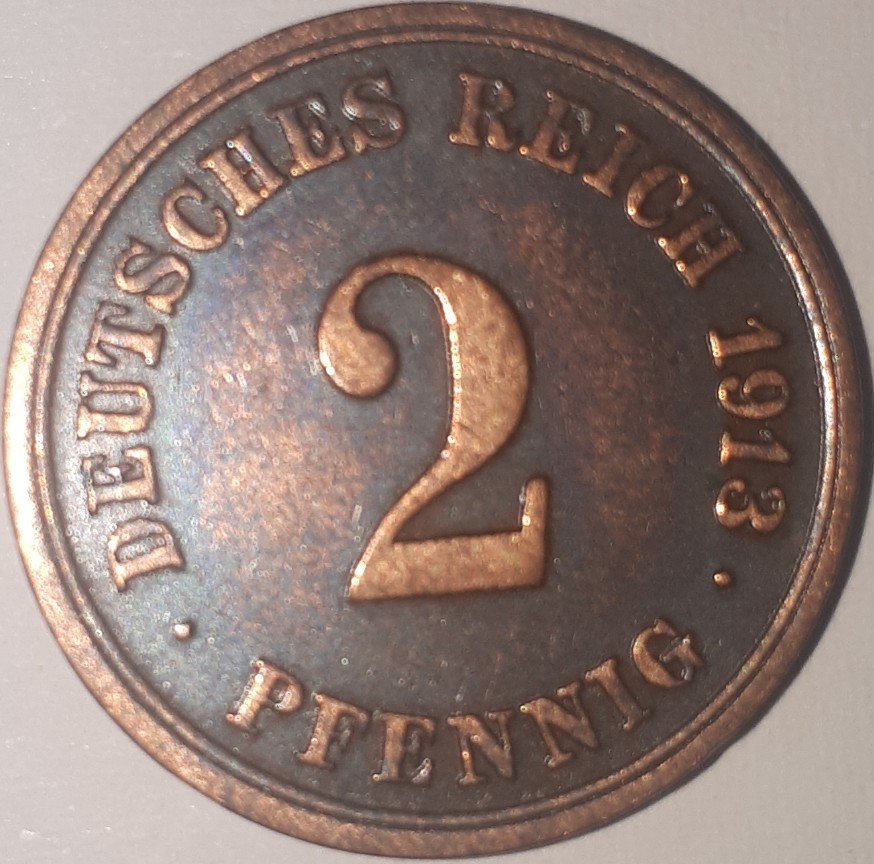 DEUTSCHES REICH 1913
2
· PFENNIG ·